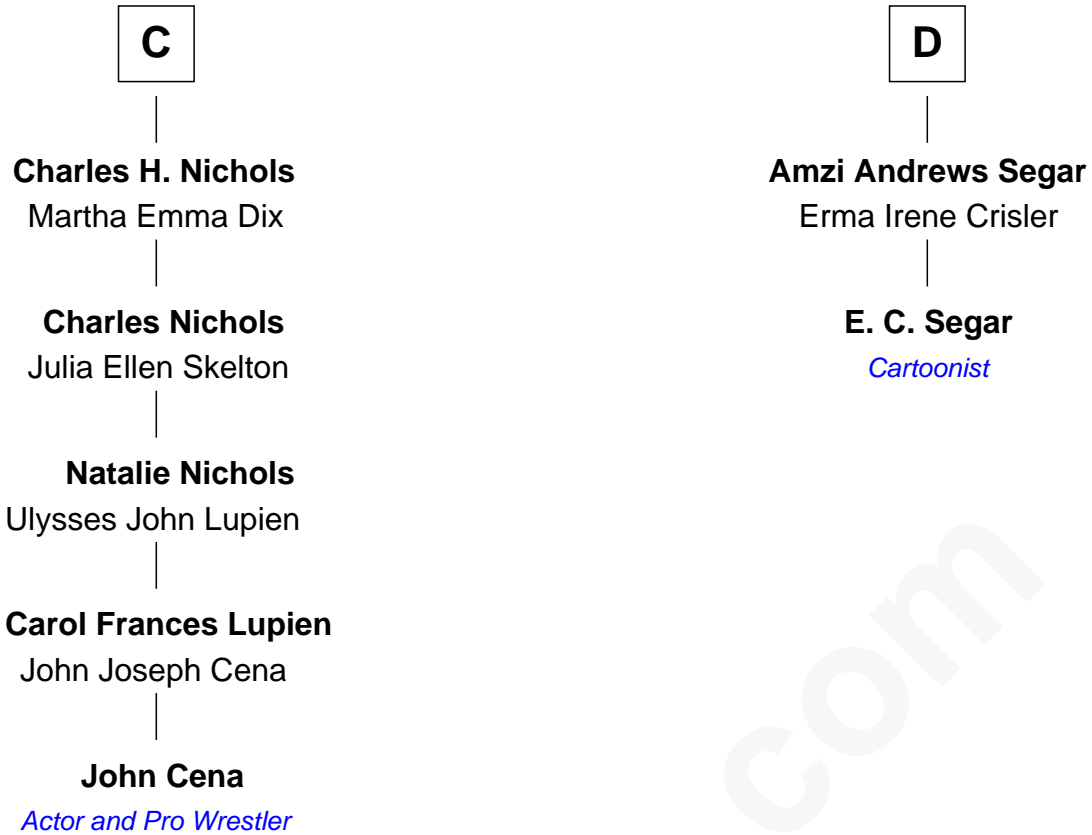 C
Charles H. Nichols
Martha Emma Dix
Charles Nichols
Julia Ellen Skelton
Natalie Nichols
Ulysses John Lupien
Carol Frances Lupien
John Joseph Cena
John Cena
Actor and Pro Wrestler
D
Amzi Andrews Segar
Erma Irene Crisler
E. C. Segar
Cartoonist
com